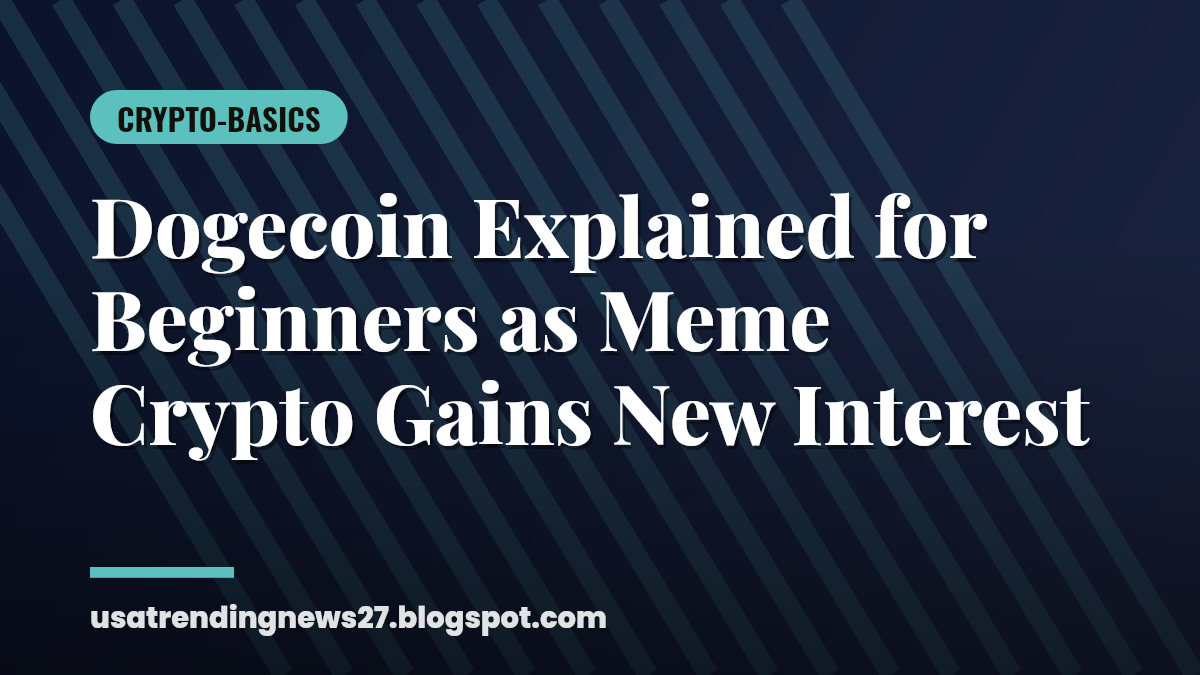 CRYPTO-BASICS
Dogecoin Explained for
Beginners as Meme
Crypto Gains New Interest
usatrendingnews27.blogspot.com